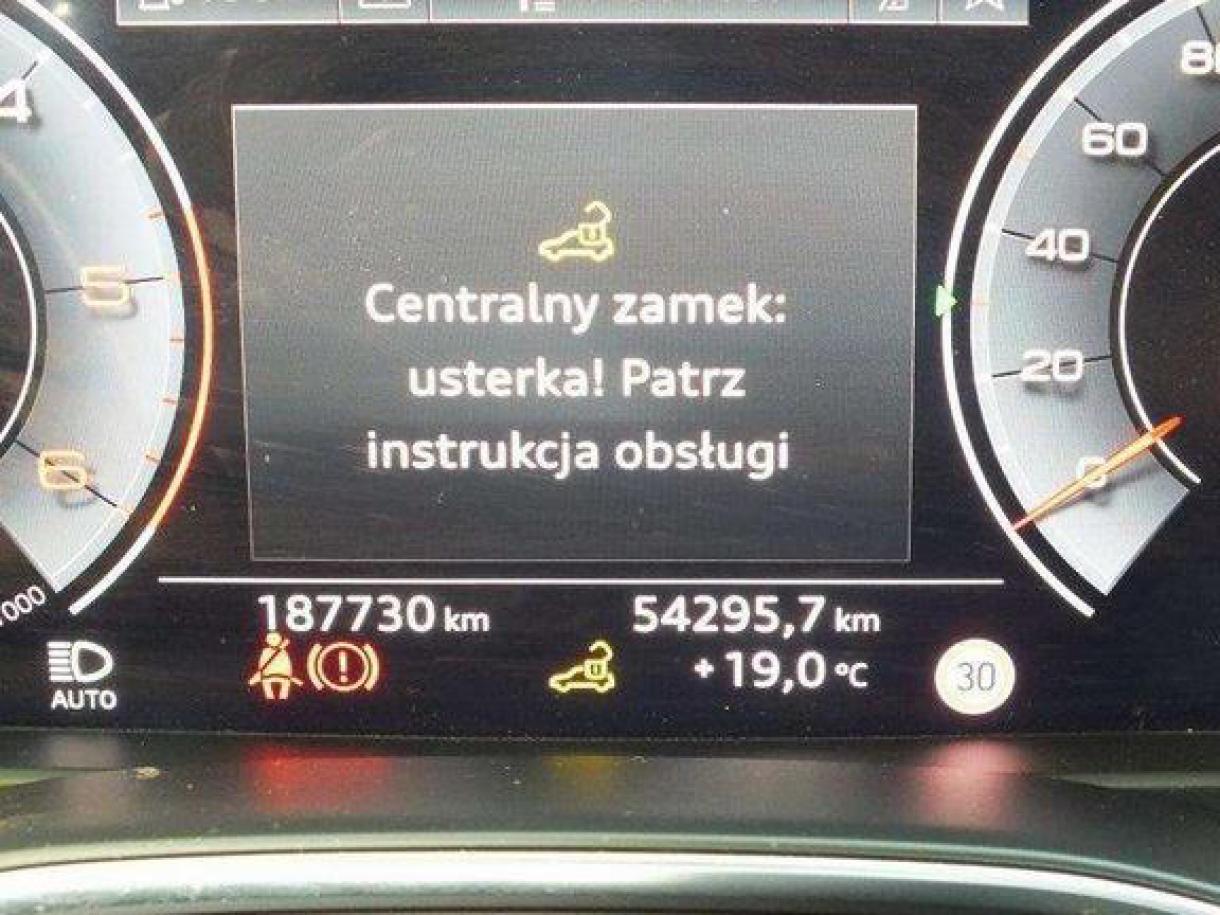 4
5
6
Centralny zamek:
usterka! Patrz
instrukcja obsługi
60
40
20
0
187730 km
54295,7 km
AUTO
+19,0 °C
30